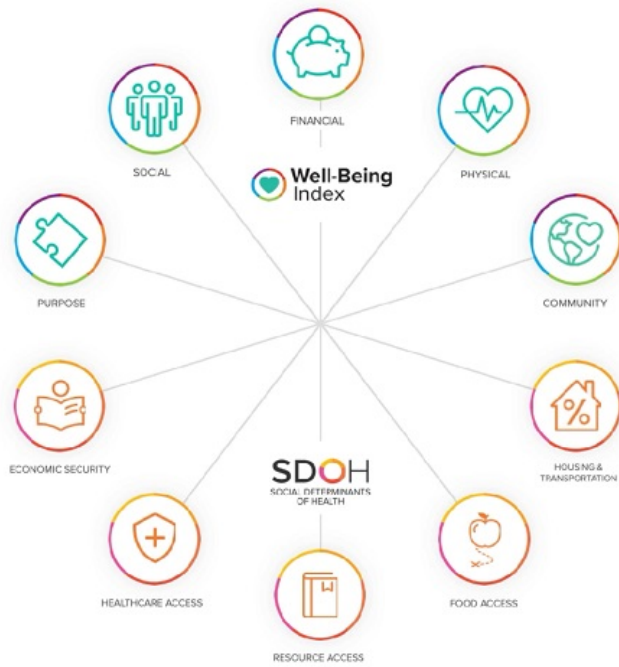 FINANCIAL
SOCIAL
PHYSICAL
Well-Being
Index
PURPOSE
COMMUNITY
ECONOMIC SECURITY
HOUSING &
TRANSPORTATION
%
SDOH
SOCIAL DETERMINANTS
OF HEALTH
HEALTHCARE ACCESS
FOOD ACCESS
RESOURCE ACCESS